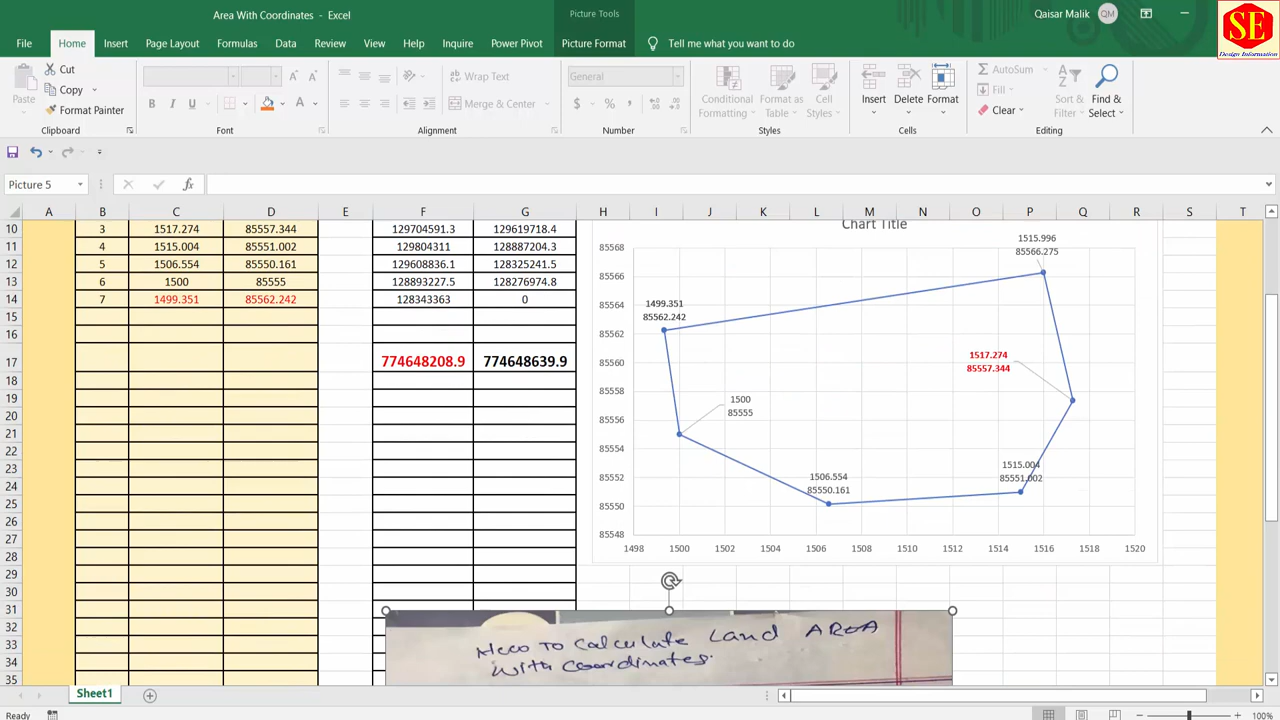 Area With Coordinates - Excel
Picture Tools
Qaisar Malik
QM
SE
Design Information
File Home Insert Page Layout Formulas Data Review View Help Inquire Power Pivot Picture Format Tell me what you want to do
Paste
Cut
Copy
Format Painter
B I U
A A
Wrap Text
Merge & Center
General
$ % ,
Conditional Formatting
Format as Table
Cell Styles
Insert
Delete
Format
AutoSum
Fill
Clear
Sort & Filter
Find & Select
Clipboard Font Alignment Number Styles Cells Editing
Picture 5
fx
A B C D E F G H I J K L M N O P Q R S T
10 3 1517.274 85557.344 129704591.3 129619718.4
11 4 1515.004 85551.002 129804311 128887204.3
12 5 1506.554 85550.161 129608836.1 128325241.5
13 6 1500 85555 128893227.5 128276974.8
14 7 1499.351 85562.242 128343363 0
15
16
17 774648208.9 774648639.9
18
19
20
21
22
23
24
25
26
27
28
29
30
31
32
33
34
35
Chart Title
85568
85566
85564
85562
85560
85558
85556
85554
85552
85550
85548
1498 1500 1502 1504 1506 1508 1510 1512 1514 1516 1518 1520
1515.996
85566.275
1499.351
85562.242
1517.274
85557.344
1500
85555
1506.554
85550.161
1515.004
85551.002
How To Calculate Land AREA
With Coordinates.
Sheet1
Ready
100%